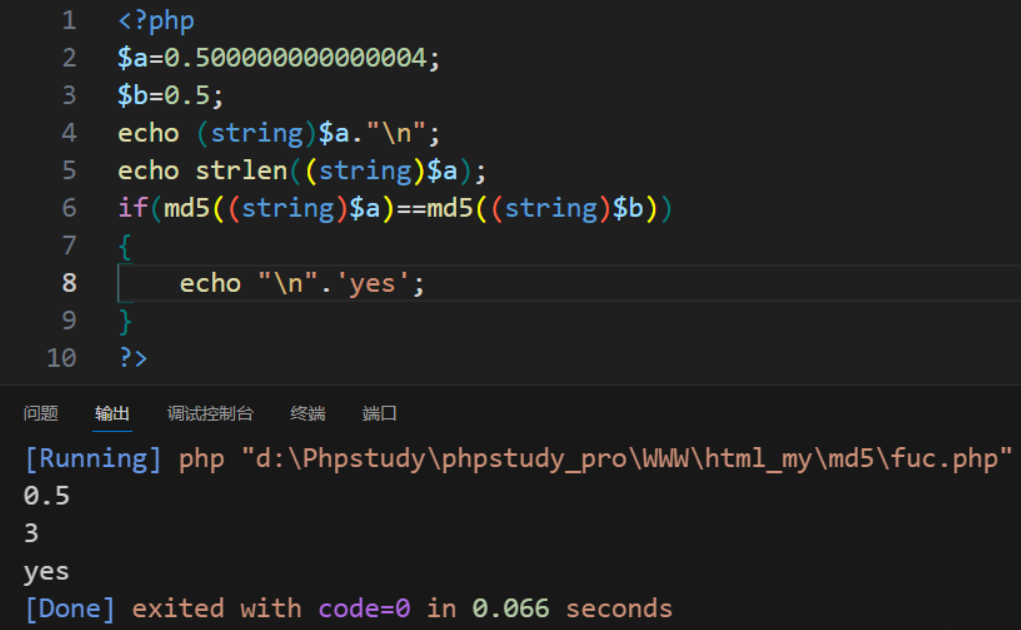 1 <?php
2 $a=0.500000000000004;
3 $b=0.5;
4 echo (string)$a."\n";
5 echo strlen((string)$a);
6 if(md5((string)$a)==md5((string)$b))
7 {
8     echo "\n".'yes';
9 }
10 ?>
问题 输出 调试控制台 终端 端口
[Running] php "d:\Phpstudy\phpstudy_pro\WWW\html_my\md5\fuc.php"
0.5
3
yes
[Done] exited with code=0 in 0.066 seconds